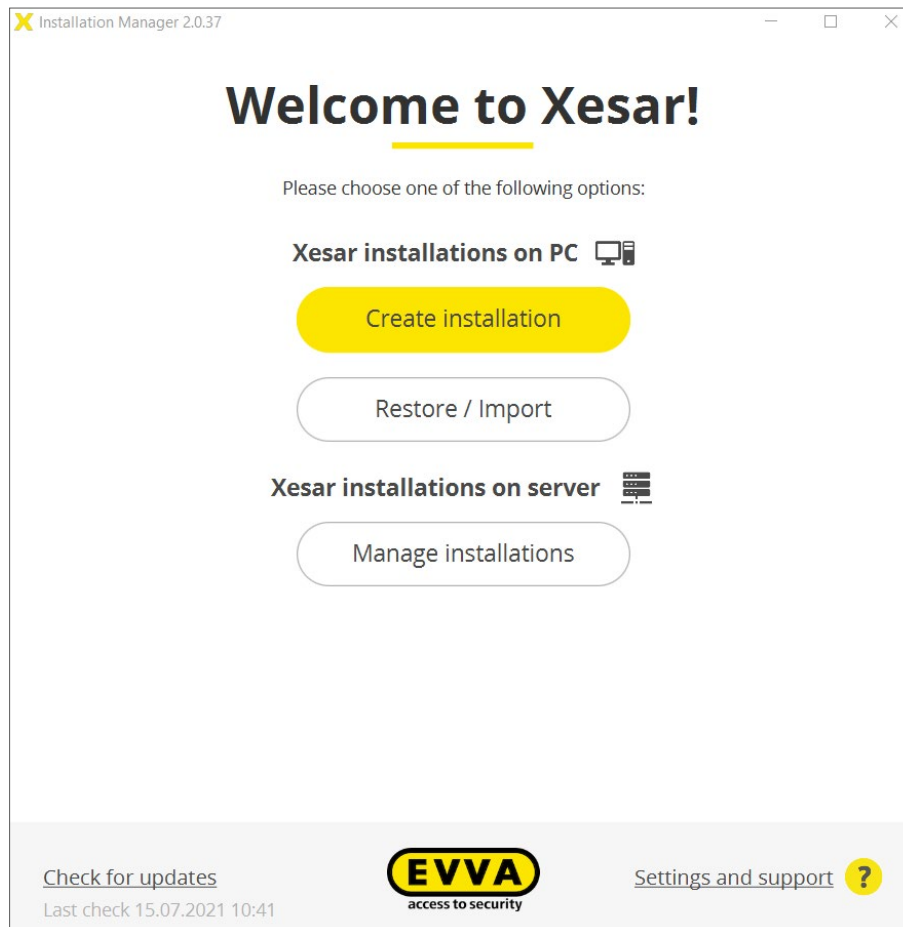 Installation Manager 2.0.37
Welcome to Xesar!
Please choose one of the following options:
Xesar installations on PC
Create installation
Restore / Import
Xesar installations on server
Manage installations
Check for updates
Last check 15.07.2021 10:41
EVVA
access to security
Settings and support ?